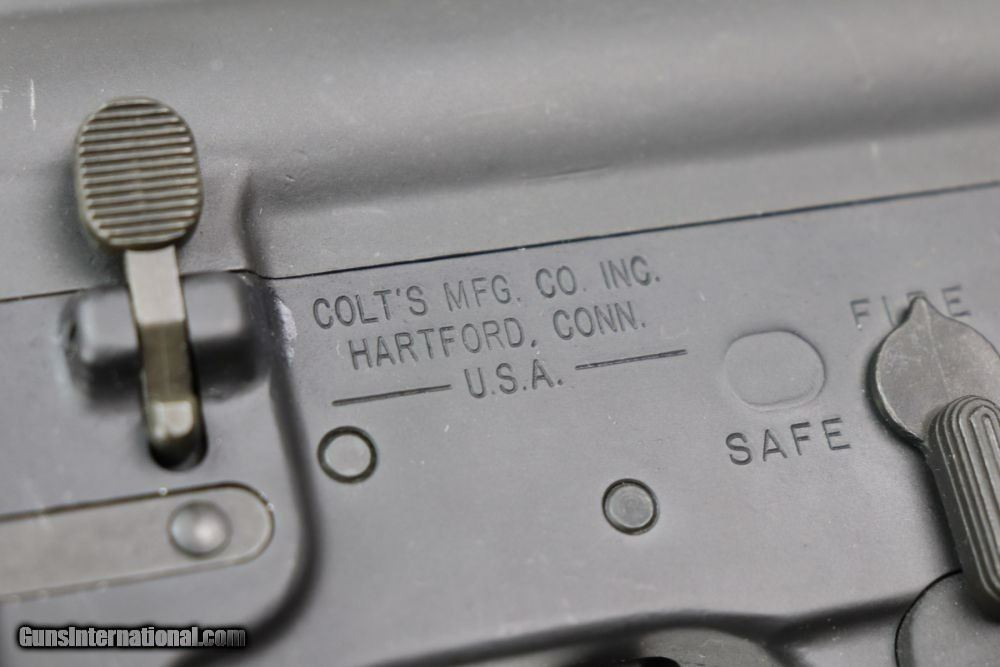 COLT'S MFG. CO. INC.
HARTFORD, CONN.
U.S.A.
FIRE
SAFE
GunsInternational.com